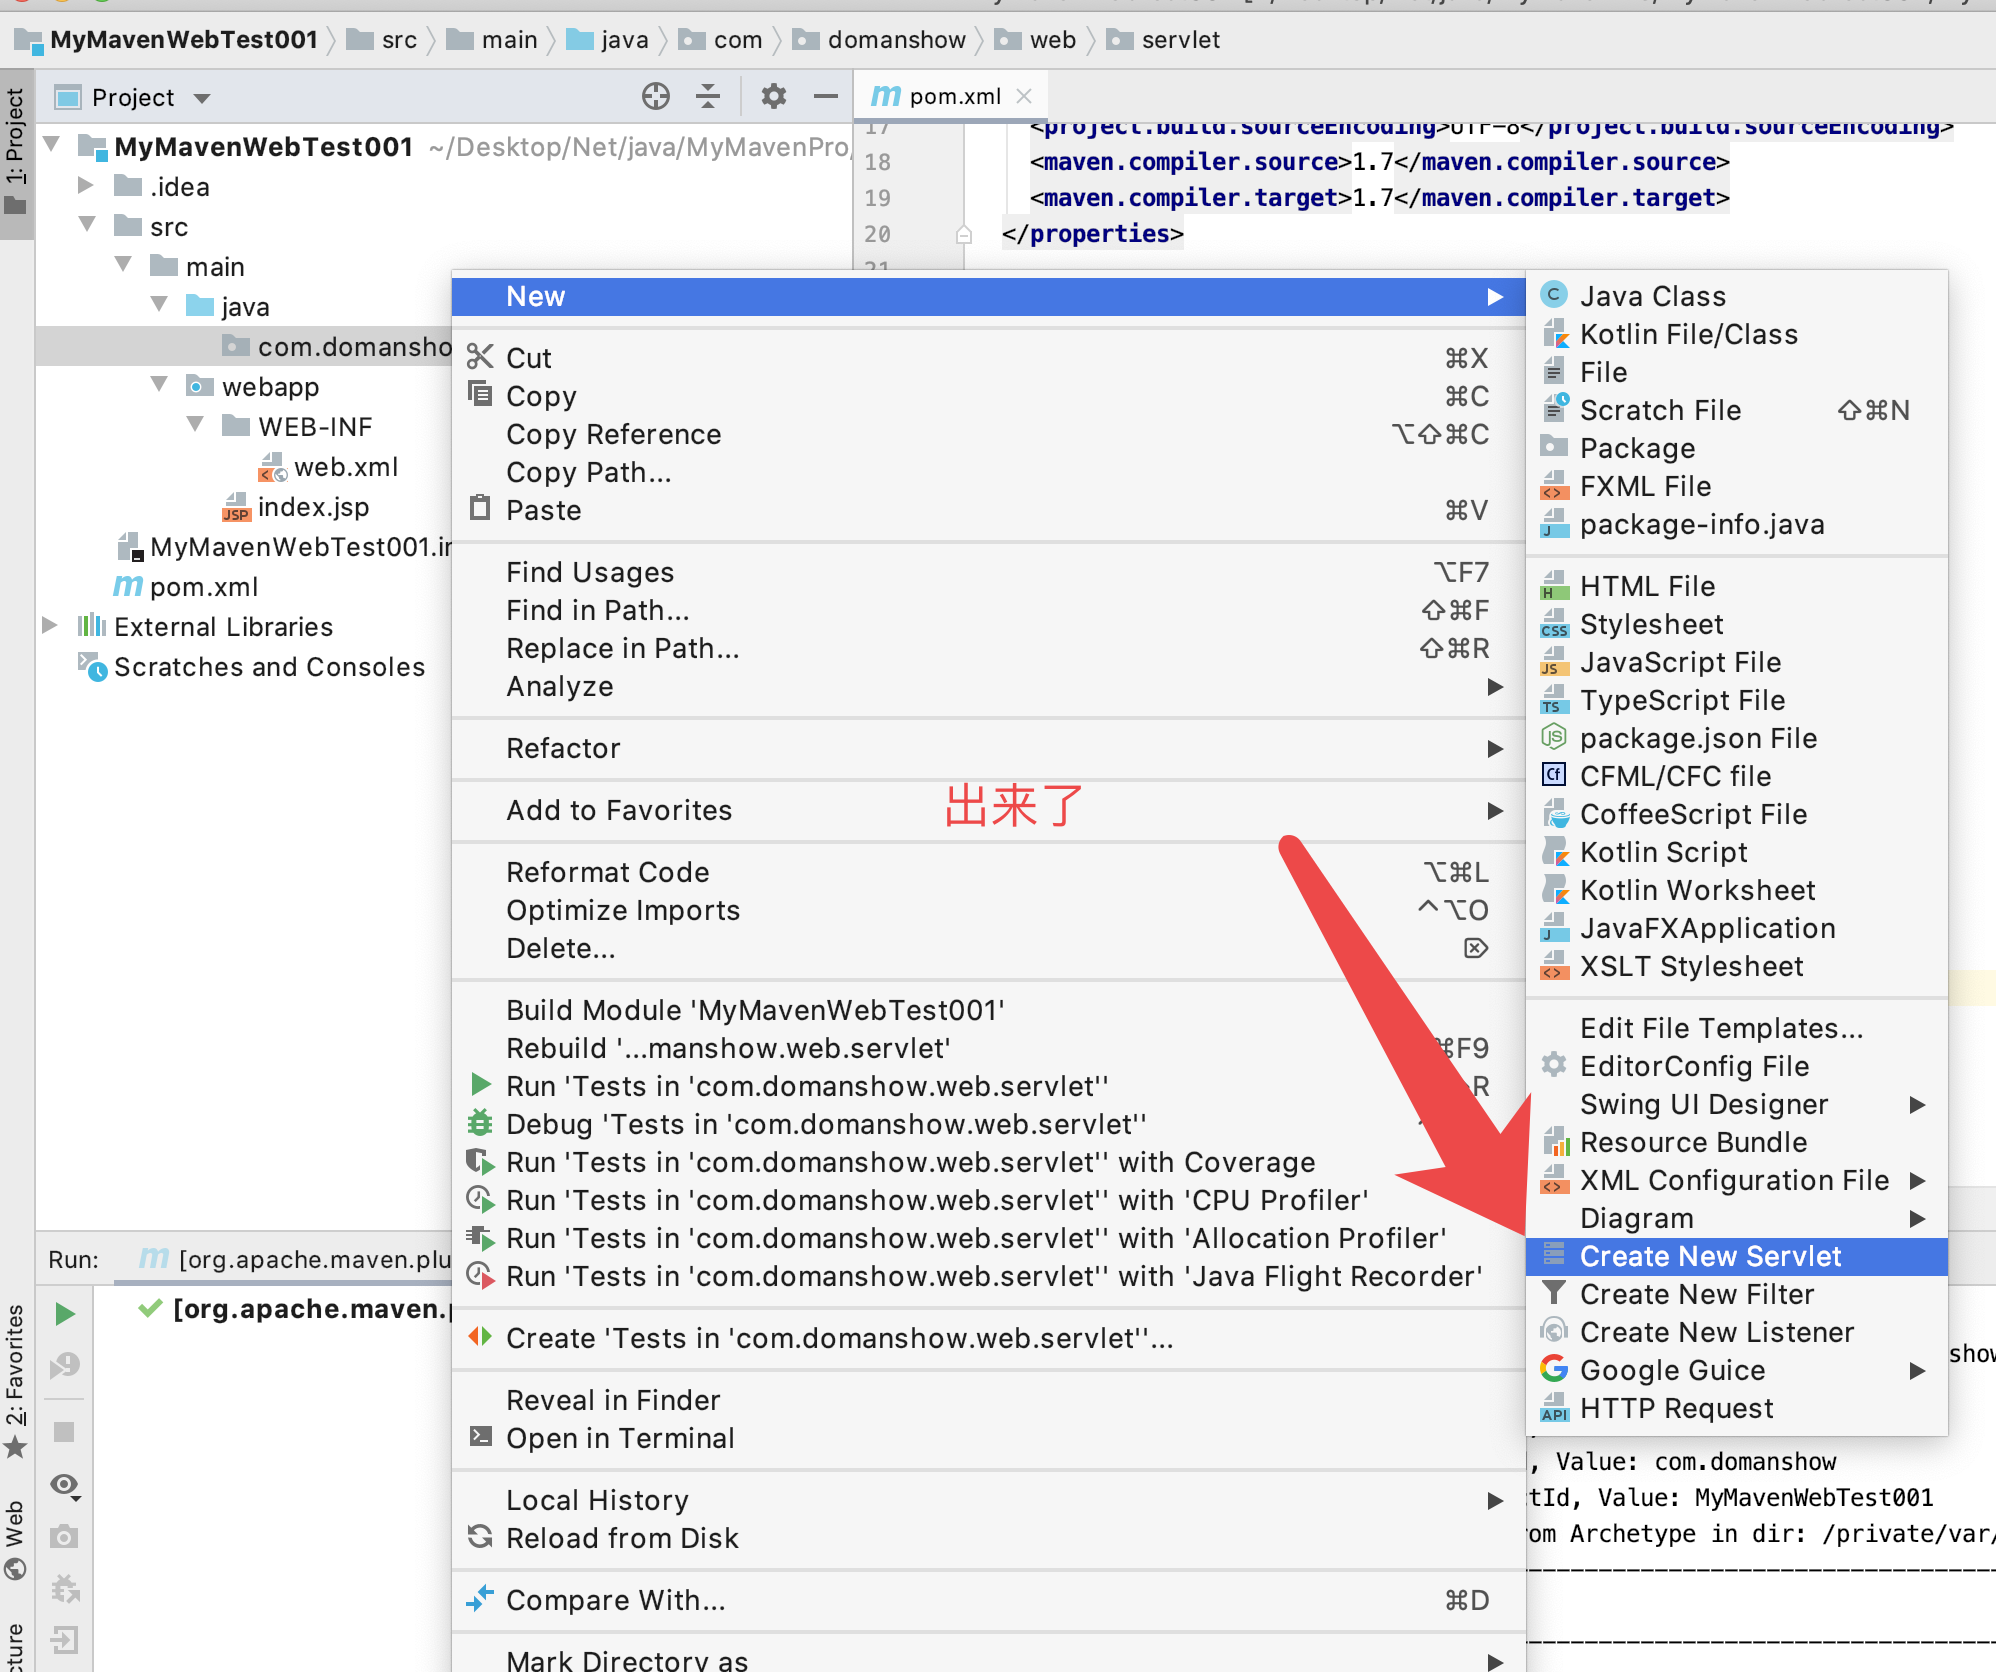 MyMavenWebTest001 src main java com domanshow web servlet
1: Project
Project
pom.xml
MyMavenWebTest001 ~/Desktop/Net/java/MyMavenPro/
.idea
src
main
java
com.domansho
webapp
WEB-INF
web.xml
index.jsp
MyMavenWebTest001.i
pom.xml
External Libraries
Scratches and Consoles
17 <project.build.sourceEncoding>UTF-8</project.build.sourceEncoding>
18 <maven.compiler.source>1.7</maven.compiler.source>
19 <maven.compiler.target>1.7</maven.compiler.target>
20 </properties>
21
New
Cut ⌘X
Copy ⌘C
Copy Reference ⌥⇧⌘C
Copy Path...
Paste ⌘V
Find Usages ⌥F7
Find in Path... ⇧⌘F
Replace in Path... ⇧⌘R
Analyze
Refactor
Add to Favorites
出来了
Reformat Code ⌥⌘L
Optimize Imports ^⌥O
Delete... ⌦
Build Module 'MyMavenWebTest001'
Rebuild '...manshow.web.servlet' ⌘F9
Run 'Tests in 'com.domanshow.web.servlet'' R
Debug 'Tests in 'com.domanshow.web.servlet''
Run 'Tests in 'com.domanshow.web.servlet'' with Coverage
Run 'Tests in 'com.domanshow.web.servlet'' with 'CPU Profiler'
Run 'Tests in 'com.domanshow.web.servlet'' with 'Allocation Profiler'
Run 'Tests in 'com.domanshow.web.servlet'' with 'Java Flight Recorder'
Create 'Tests in 'com.domanshow.web.servlet''...
Reveal in Finder
Open in Terminal
Local History
Reload from Disk
Compare With... ⌘D
Mark Directory as
Java Class
Kotlin File/Class
File
Scratch File ⇧⌘N
Package
FXML File
package-info.java
HTML File
Stylesheet
JavaScript File
TypeScript File
package.json File
CFML/CFC file
CoffeeScript File
Kotlin Script
Kotlin Worksheet
JavaFXApplication
XSLT Stylesheet
Edit File Templates...
EditorConfig File
Swing UI Designer
Resource Bundle
XML Configuration File
Diagram
Create New Servlet
Create New Filter
Create New Listener
Google Guice
HTTP Request
Run: [org.apache.maven.plu
[org.apache.maven.p
2: Favorites
Web
cture
show
, Value: com.domanshow
tId, Value: MyMavenWebTest001
om Archetype in dir: /private/var/